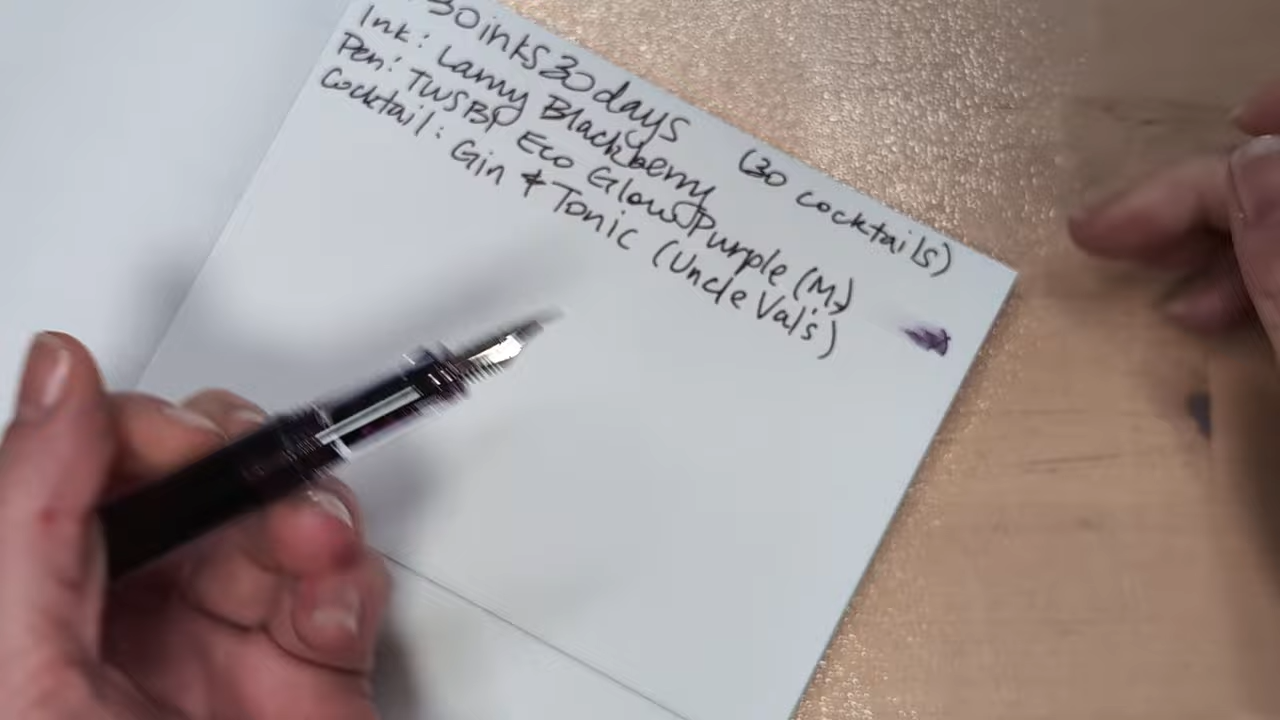 30inks30days (30 cocktails)
Ink: Lamy Blackberry
Pen: TWSBI Eco Glow Purple (M)
Cocktail: Gin & Tonic (Uncle Val's)